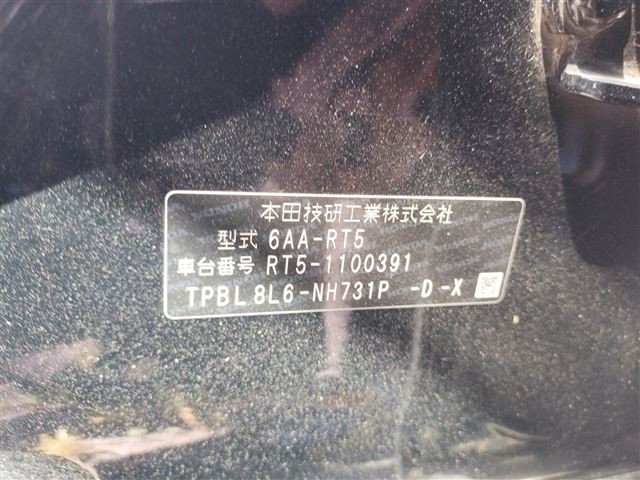 本田技研工業株式会社
型式 6AA-RT5
車台番号 RT5-1100391
TPBL 8L6-NH731P -D-X